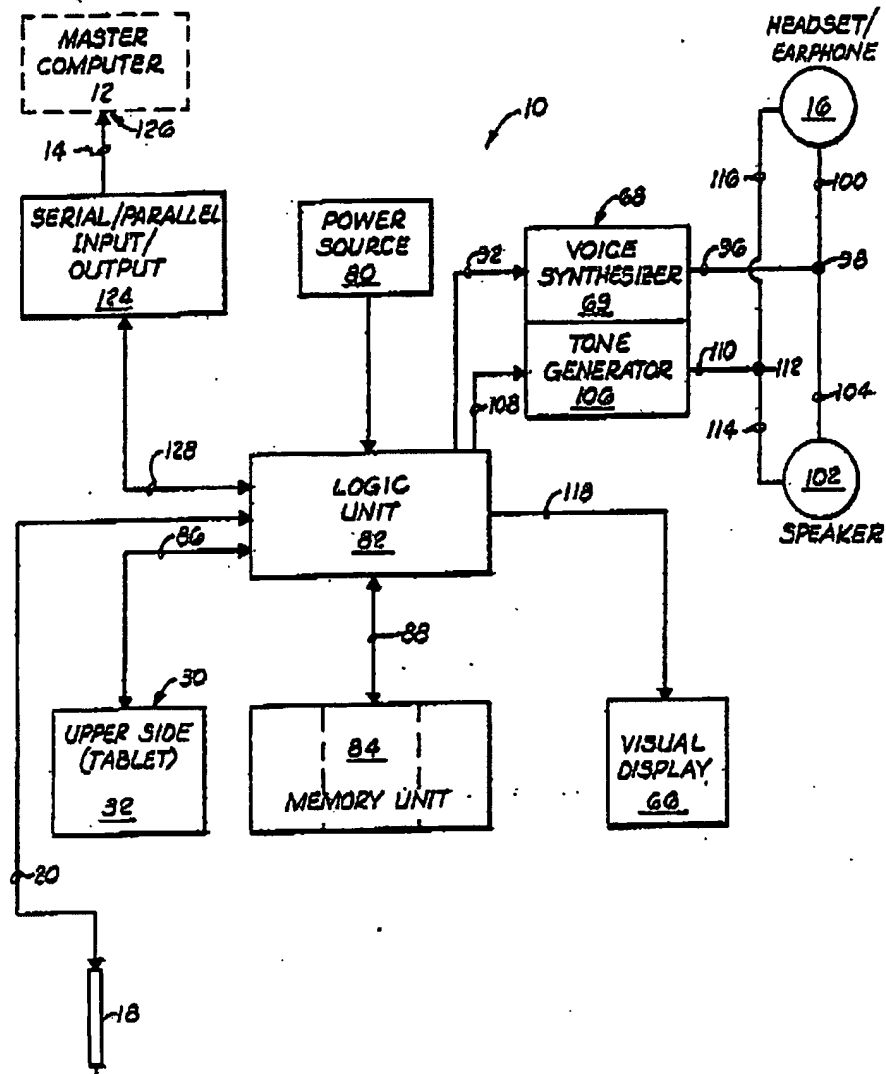 MASTER
COMPUTER
12
126
14
SERIAL/PARALLEL
INPUT/
OUTPUT
124
POWER
SOURCE
80
10
HEADSET/
EARPHONE
16
116
100
68
92
VOICE
SYNTHESIZER
69
96
98
TONE
GENERATOR
106
110
112
108
104
114
102
SPEAKER
128
LOGIC
UNIT
82
118
86
88
30
UPPER SIDE
(TABLET)
32
84
MEMORY UNIT
VISUAL
DISPLAY
66
20
18